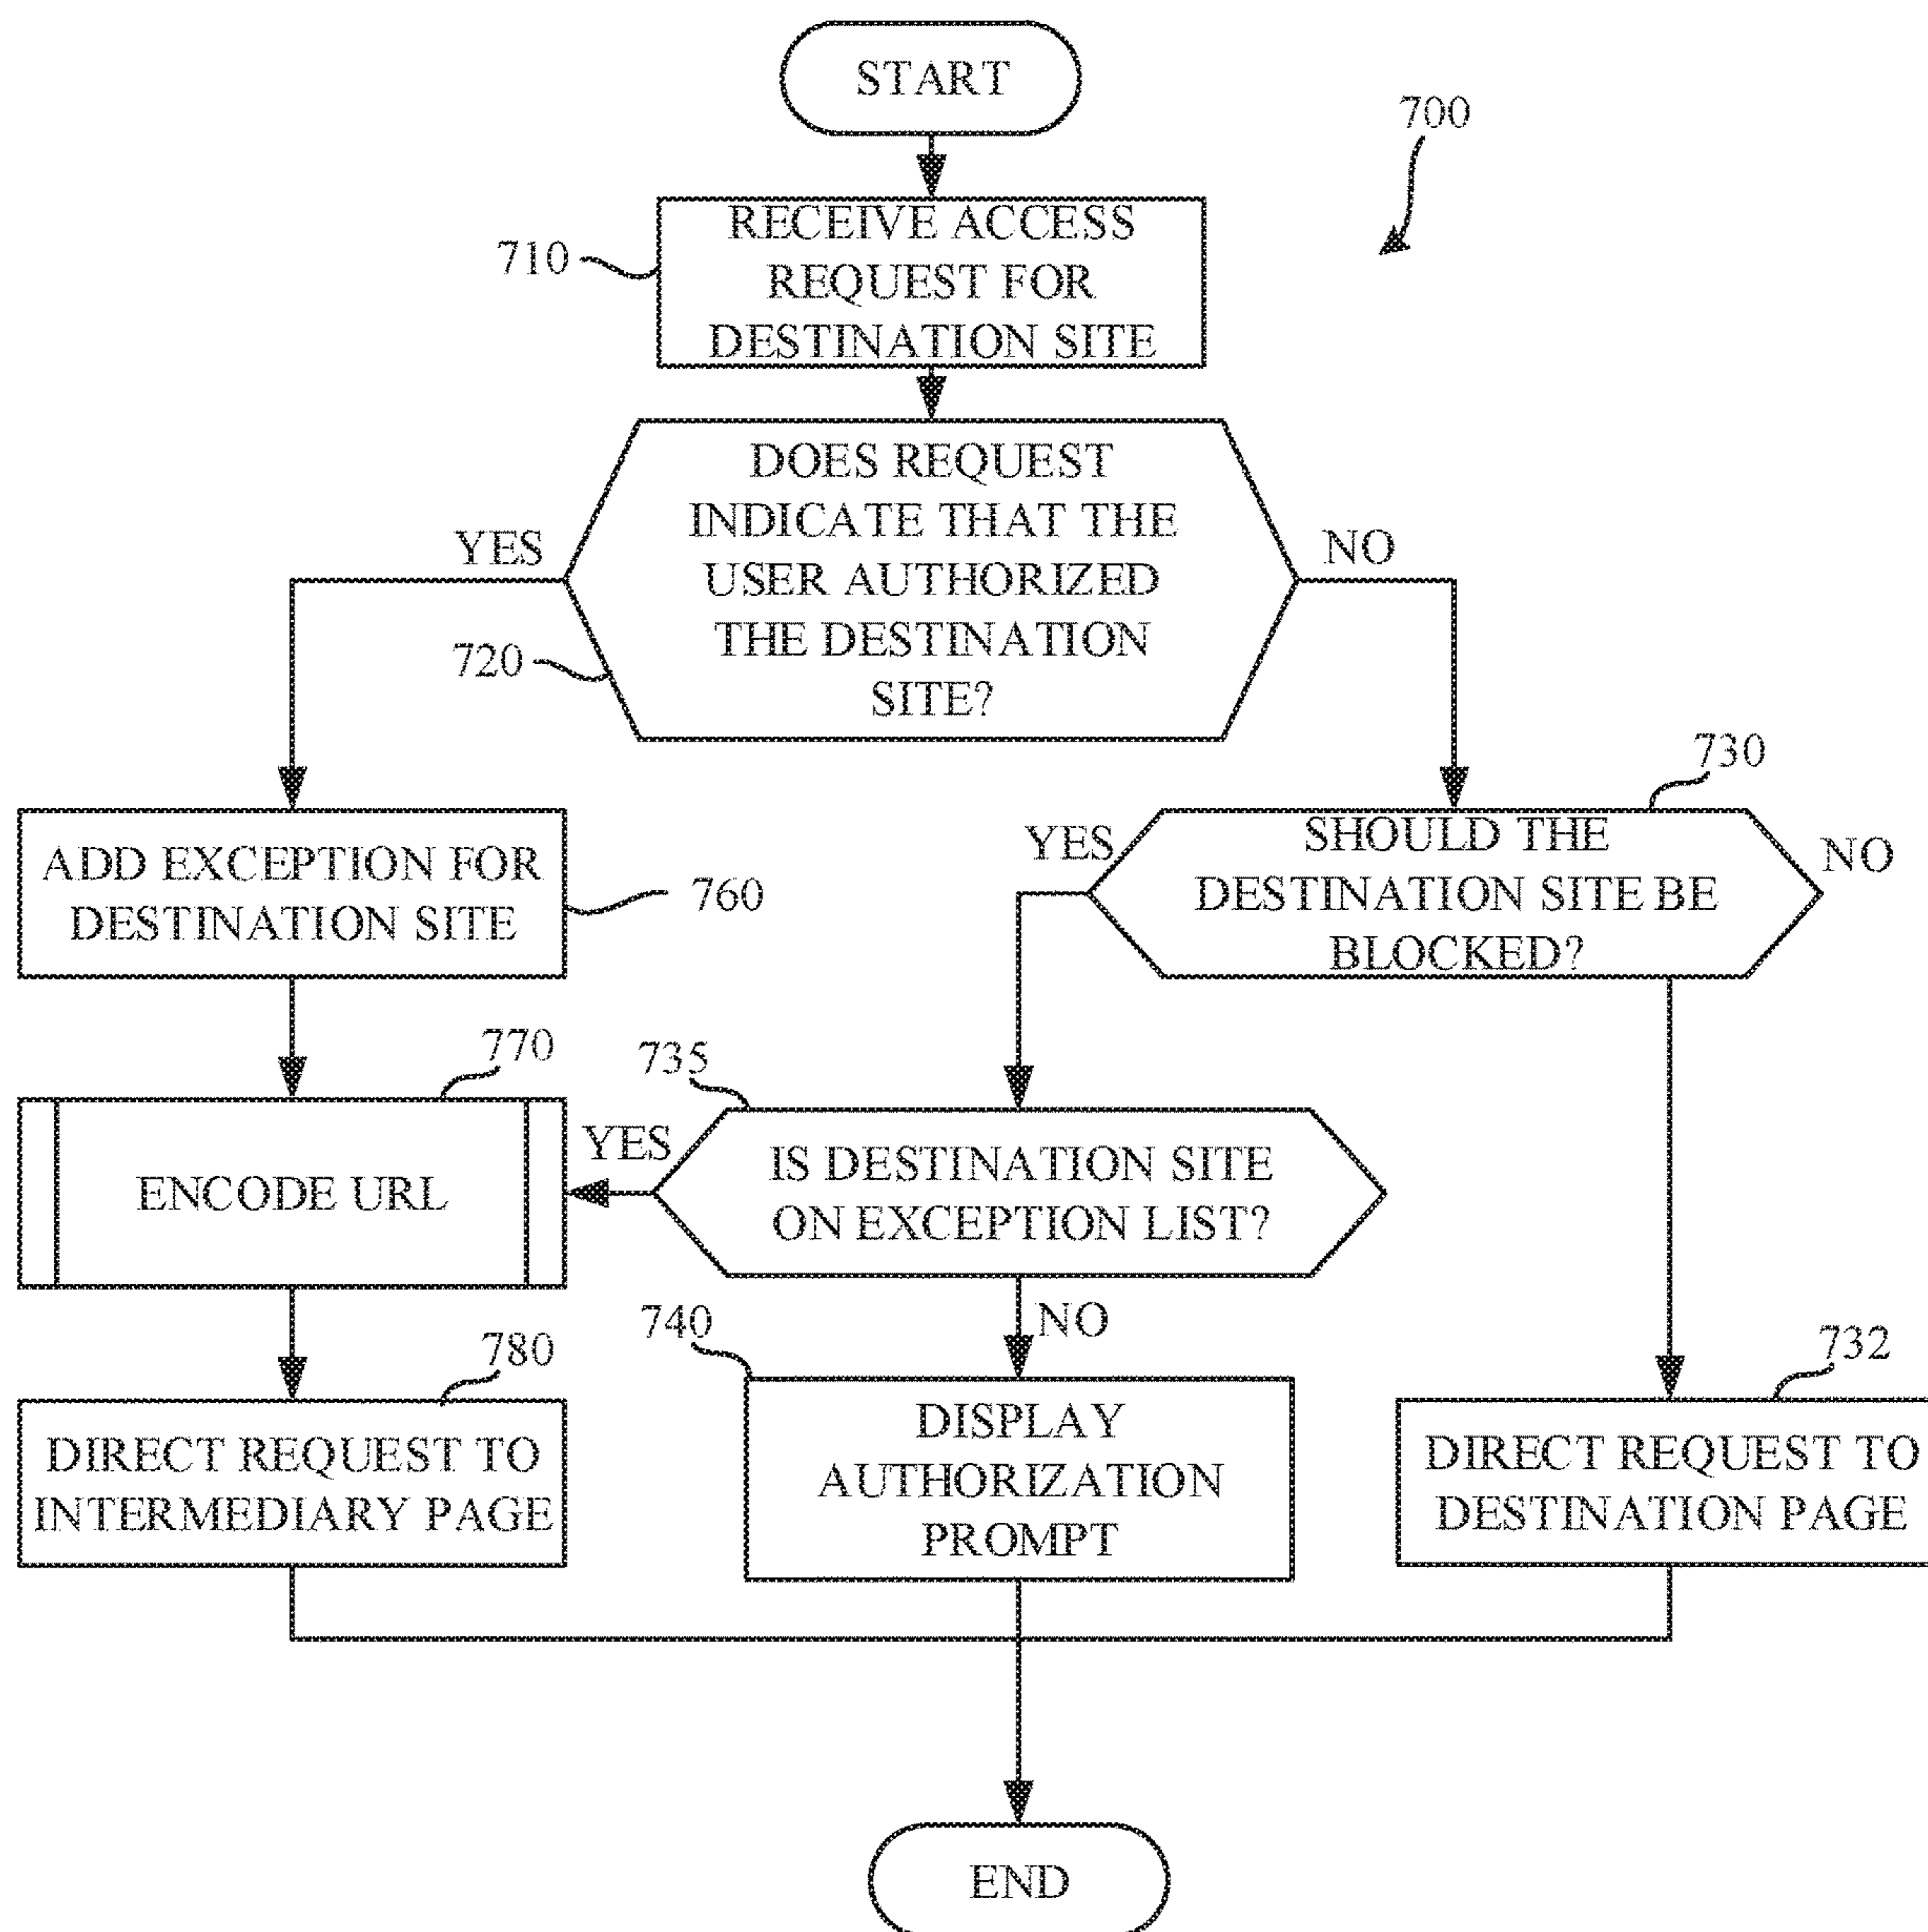 START
700
RECEIVE ACCESS
REQUEST FOR
DESTINATION SITE
710
DOES REQUEST
INDICATE THAT THE
USER AUTHORIZED
THE DESTINATION
SITE?
YES
NO
720
730
ADD EXCEPTION FOR
DESTINATION SITE
760
YES
SHOULD THE
DESTINATION SITE BE
BLOCKED?
NO
770
735
ENCODE URL
YES
IS DESTINATION SITE
ON EXCEPTION LIST?
NO
780
740
732
DIRECT REQUEST TO
INTERMEDIARY PAGE
DISPLAY
AUTHORIZATION
PROMPT
DIRECT REQUEST TO
DESTINATION PAGE
END